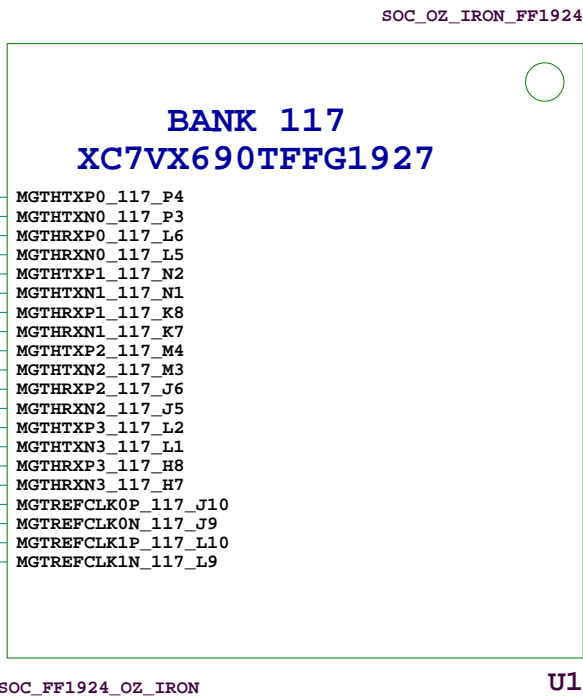 SOC_OZ_IRON_FF1924
BANK 117
XC7VX690TFFG1927
MGTHTXP0_117_P4
MGTHTXN0_117_P3
MGTHRXP0_117_L6
MGTHRXN0_117_L5
MGTHTXP1_117_N2
MGTHTXN1_117_N1
MGTHRXP1_117_K8
MGTHRXN1_117_K7
MGTHTXP2_117_M4
MGTHTXN2_117_M3
MGTHRXP2_117_J6
MGTHRXN2_117_J5
MGTHTXP3_117_L2
MGTHTXN3_117_L1
MGTHRXP3_117_H8
MGTHRXN3_117_H7
MGTREFCLK0P_117_J10
MGTREFCLK0N_117_J9
MGTREFCLK1P_117_L10
MGTREFCLK1N_117_L9
SOC_FF1924_OZ_IRON
U1